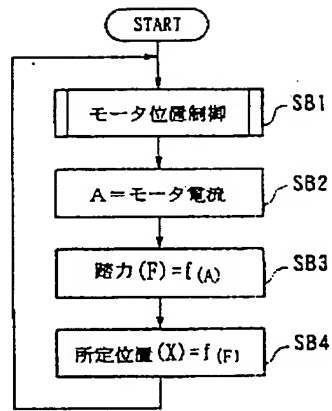 START
モータ位置制御
SB1
A=モータ電流
SB2
踏力(F)=f(A)
SB3
所定位置(X)=f(F)
SB4